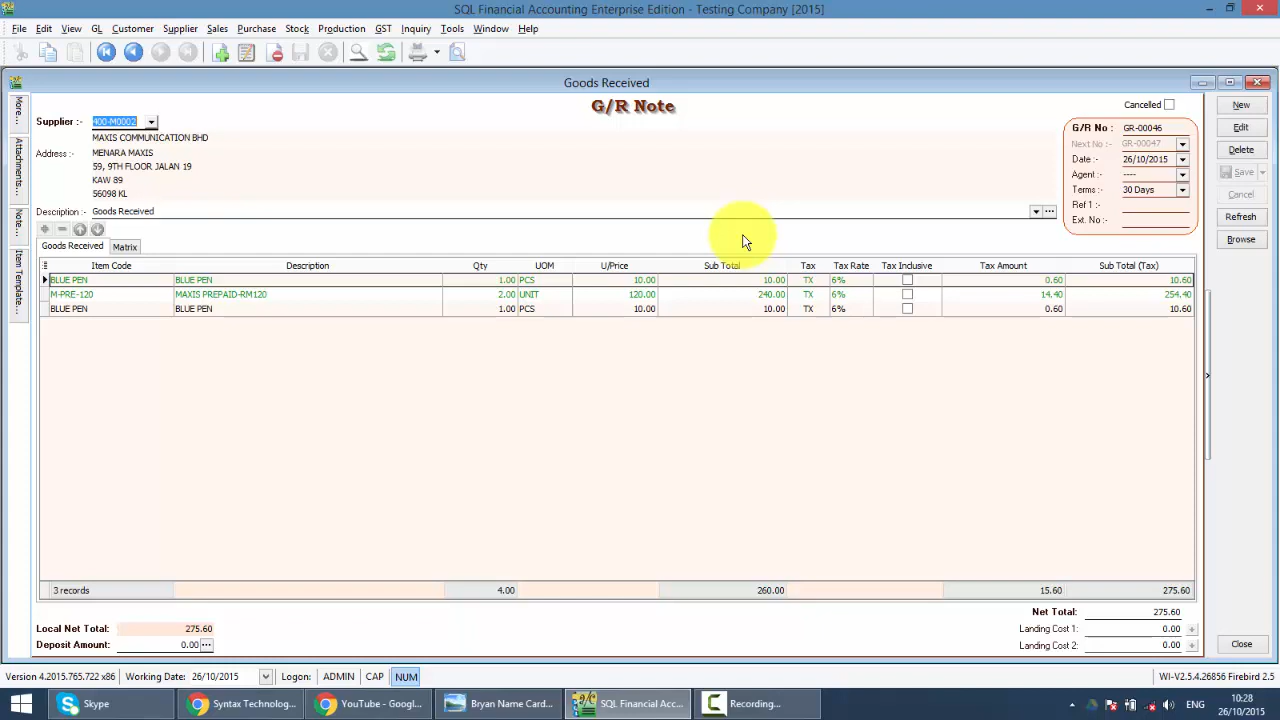 SQL Financial Accounting Enterprise Edition - Testing Company [2015]
File Edit View GL Customer Supplier Sales Purchase Stock Production GST Inquiry Tools Window Help
Goods Received
G/R Note
Cancelled
More...
Attachments...
Note...
Item Template...
Supplier :- 400-M0002
MAXIS COMMUNICATION BHD
Address : MENARA MAXIS
59, 9TH FLOOR JALAN 19
KAW 89
56098 KL
Description :- Goods Received
G/R No : GR-00046
Next No :- GR-00047
Date :- 26/10/2015
Agent :- ----
Terms :- 30 Days
Ref 1 :-
Ext. No :-
New
Edit
Delete
Save
Cancel
Refresh
Browse
Goods Received Matrix
Item Code Description Qty UOM U/Price Sub Total Tax Tax Rate Tax Inclusive Tax Amount Sub Total (Tax)
BLUE PEN BLUE PEN 1.00 PCS 10.00 10.00 TX 6% 0.60 10.60
M-PRE-120 MAXIS PREPAID-RM120 2.00 UNIT 120.00 240.00 TX 6% 14.40 254.40
BLUE PEN BLUE PEN 1.00 PCS 10.00 10.00 TX 6% 0.60 10.60
3 records 4.00 260.00 15.60 275.60
Net Total: 275.60
Local Net Total: 275.60
Landing Cost 1: 0.00
Deposit Amount: 0.00
Landing Cost 2: 0.00
Close
Version 4.2015.765.722 x86 Working Date: 26/10/2015 Logon: ADMIN CAP NUM WI-V2.5.4.26856 Firebird 2.5
Skype Syntax Technolog... YouTube - Googl... Bryan Name Card... SQL Financial Acc... Recording... ENG 10:28
26/10/2015